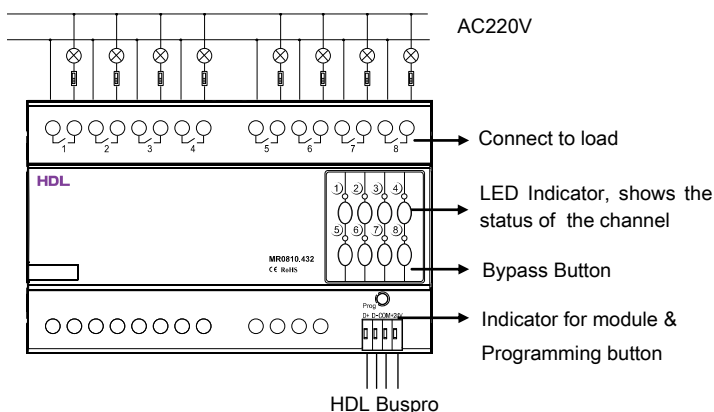 AC220V
1 2 3 4 5 6 7 8
Connect to load
HDL
1 2 3 4
LED Indicator, shows the
status of the channel
5 6 7 8
MR0810.432
CE RoHS
Bypass Button
Prog
D+ D- COM +24V
Indicator for module &
Programming button
HDL Buspro